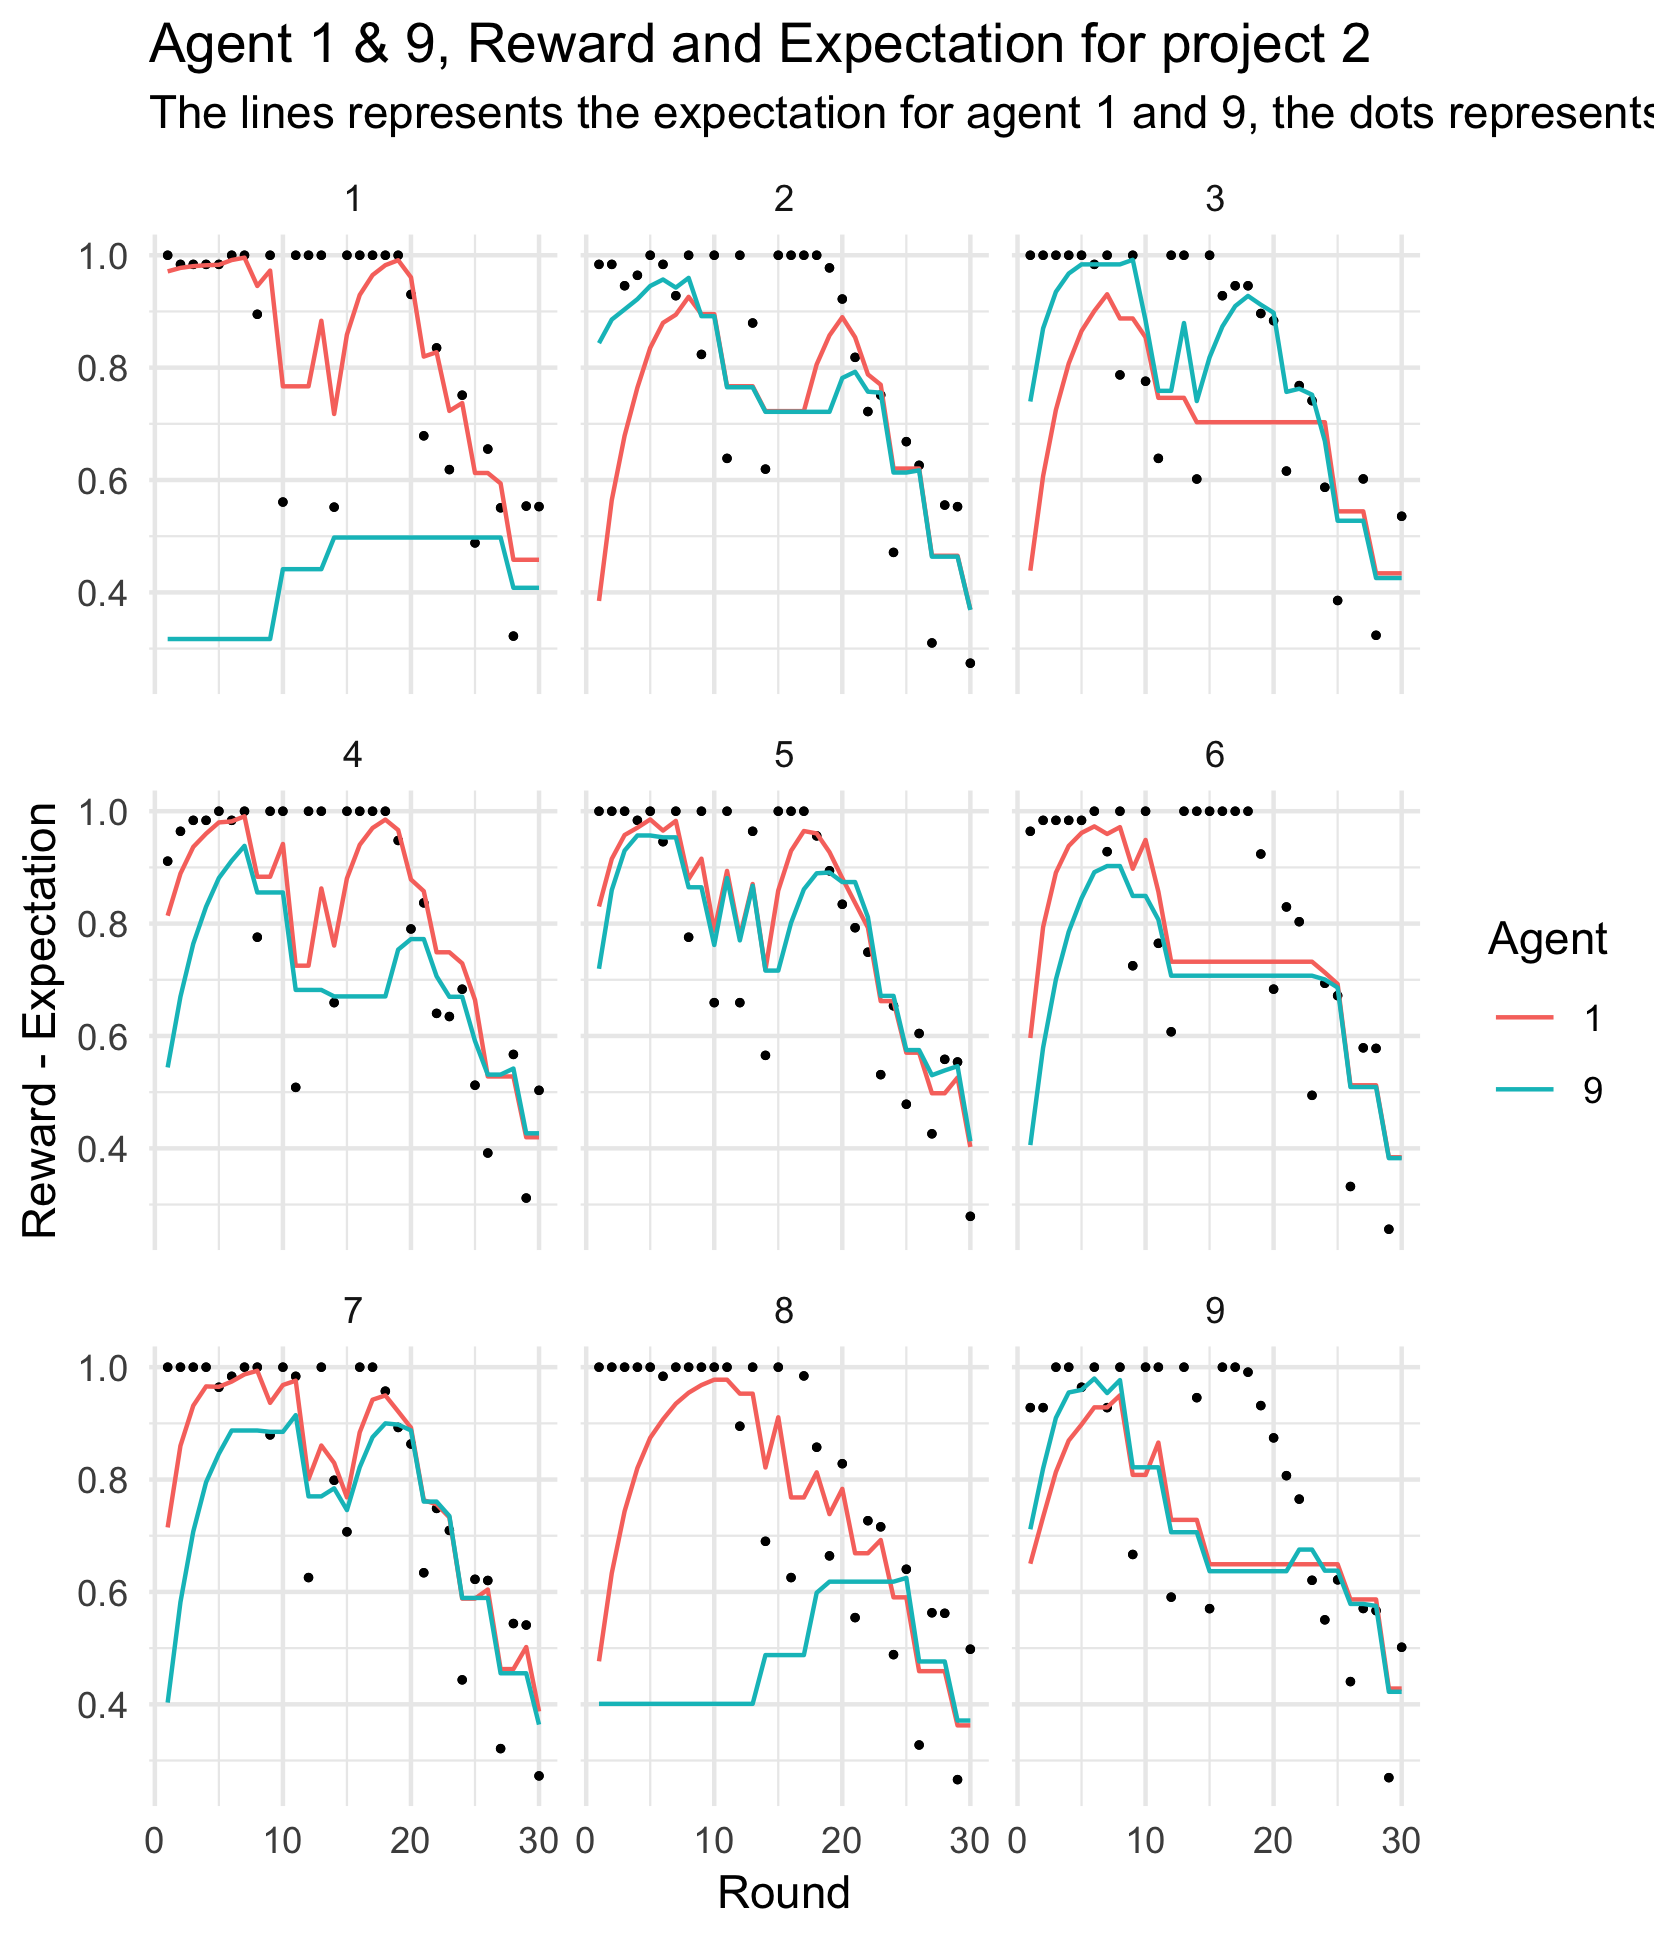 Agent 1 & 9, Reward and Expectation for project 2
The lines represents the expectation for agent 1 and 9, the dots represents
1 2 3
1.0
0.8
0.6
0.4
4 5 6
1.0
0.8
0.6
0.4
7 8 9
1.0
0.8
0.6
0.4
0 10 20 30 0 10 20 30 0 10 20 30
Round
Reward - Expectation
Agent
1
9